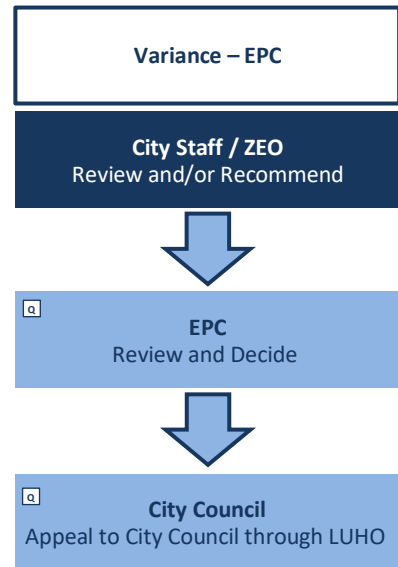 Variance – EPC
City Staff / ZEO
Review and/or Recommend
Q
EPC
Review and Decide
Q
City Council
Appeal to City Council through LUHO